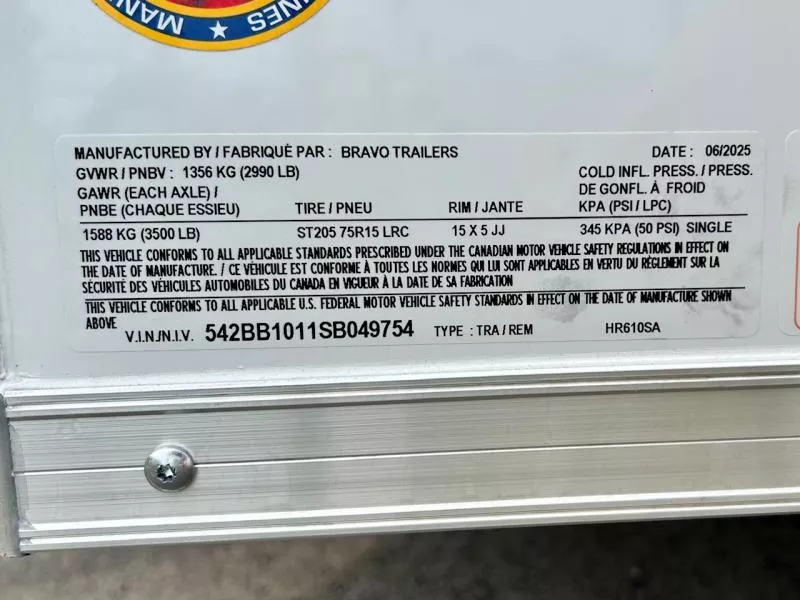 MANU INES
MANUFACTURED BY / FABRIQUÈ PAR : BRAVO TRAILERS DATE : 06/2025
GVWR / PNBV : 1356 KG (2990 LB) COLD INFL. PRESS. / PRESS.
GAWR (EACH AXLE) / DE GONFL. À FROID
PNBE (CHAQUE ESSIEU) TIRE / PNEU RIM / JANTE KPA (PSI / LPC)
1588 KG (3500 LB) ST205 75R15 LRC 15 X 5 JJ 345 KPA (50 PSI) SINGLE
THIS VEHICLE CONFORMS TO ALL APPLICABLE STANDARDS PRESCRIBED UNDER THE CANADIAN MOTOR VEHICLE SAFETY REGULATIONS IN EFFECT ON
THE DATE OF MANUFACTURE. / CE VÉHICULE EST CONFORME À TOUTES LES NORMES QUI LUI SONT APPLICABLES EN VERTU DU RÈGLEMENT SUR LA
SÉCURITÉ DES VÉHICULES AUTOMOBILES DU CANADA EN VIGUEUR À LA DATE DE SA FABRICATION
THIS VEHICLE CONFORMS TO ALL APPLICABLE U.S. FEDERAL MOTOR VEHICLE SAFETY STANDARDS IN EFFECT ON THE DATE OF MANUFACTURE SHOWN
ABOVE
V.I.N./N.I.V. 542BB1011SB049754 TYPE : TRA / REM HR610SA